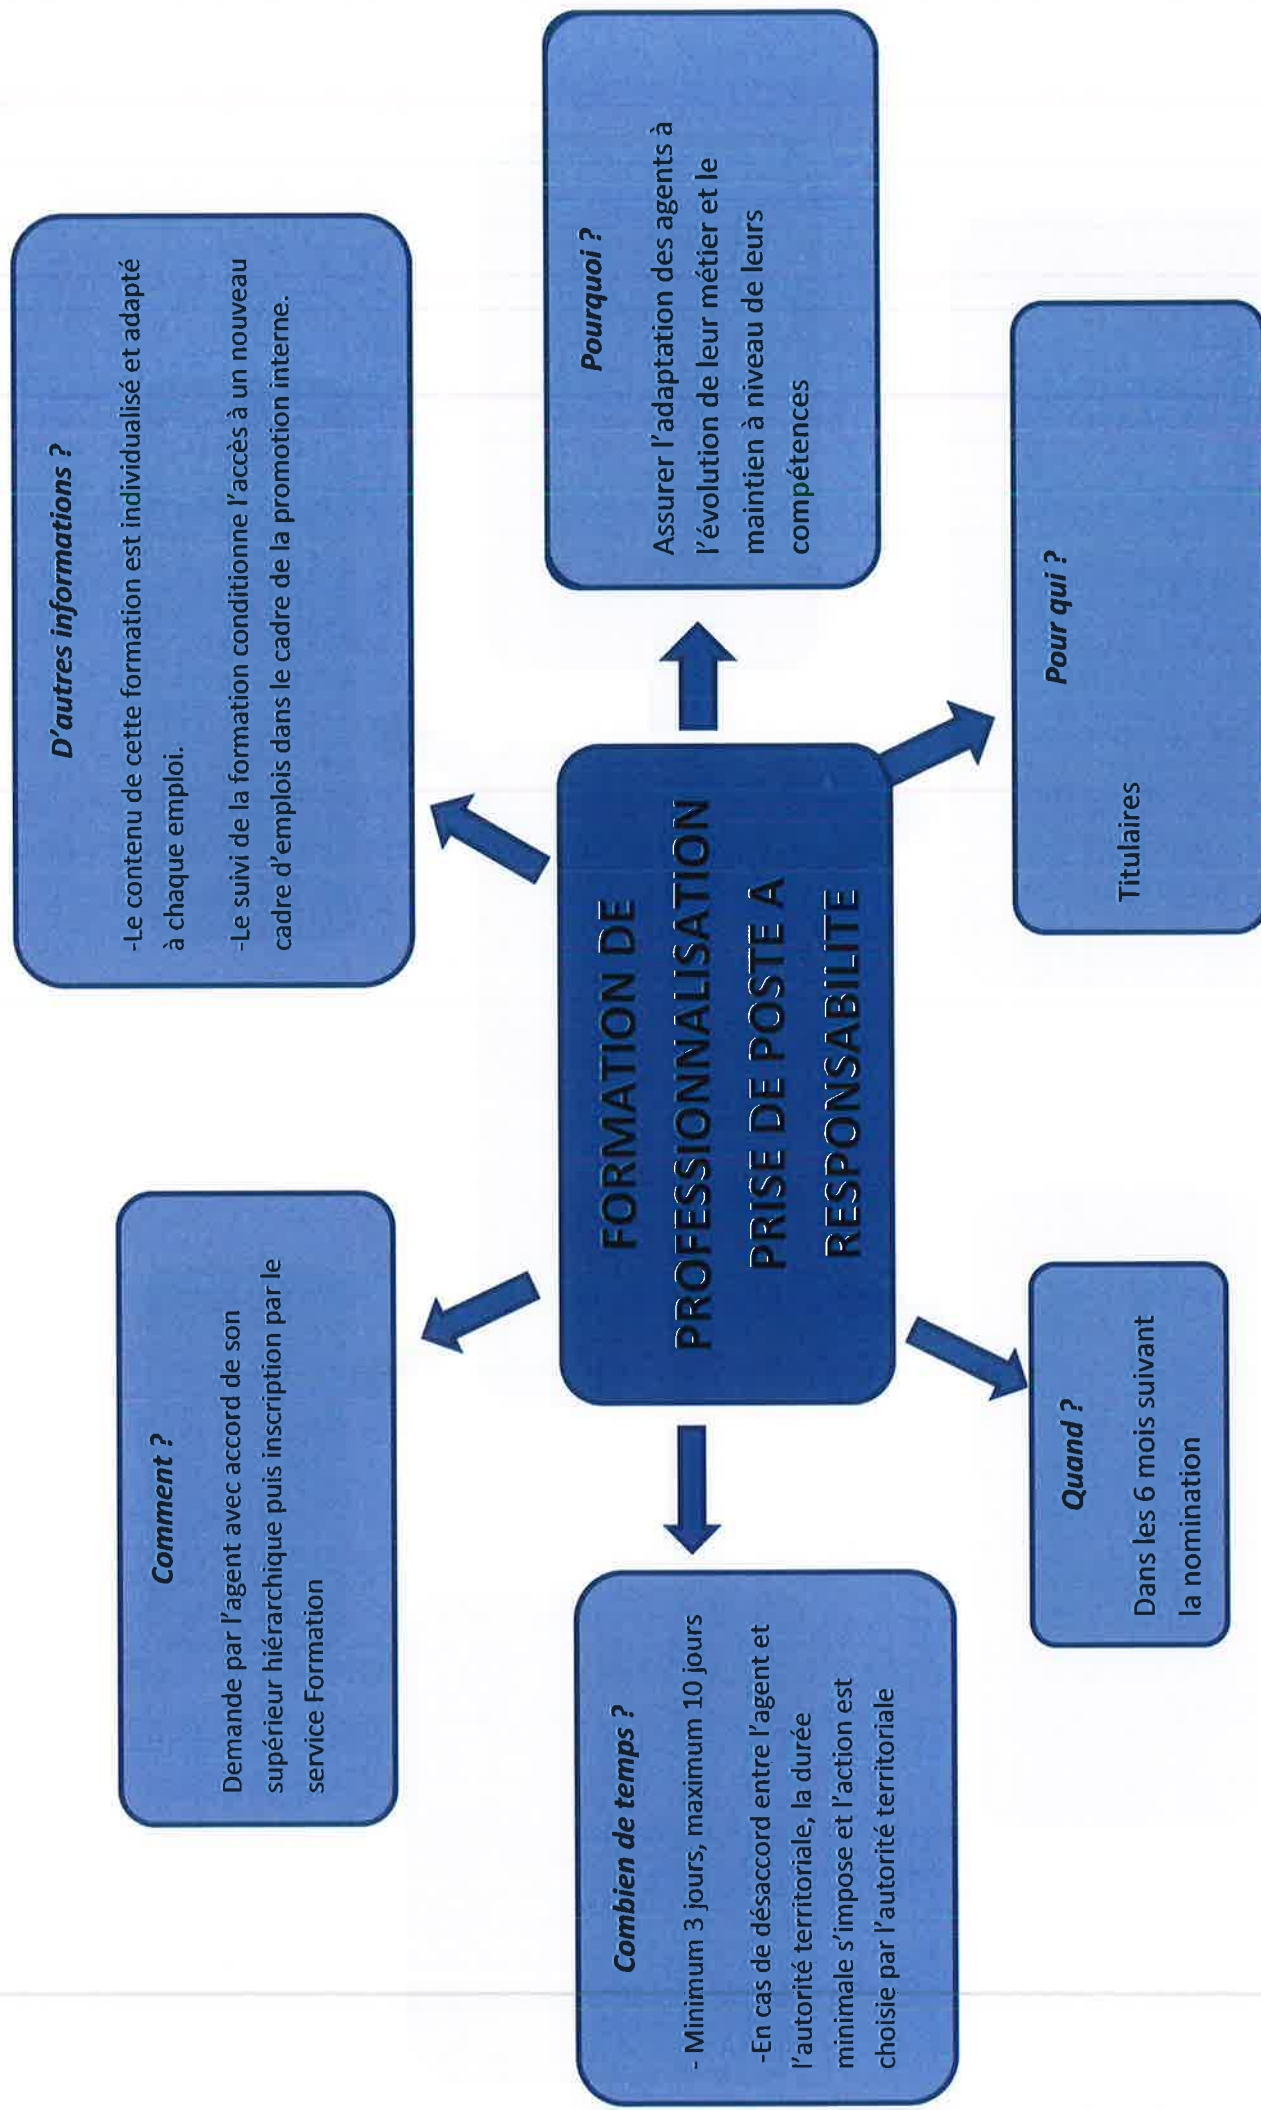 Comment ?
Demande par l'agent avec accord de son
supérieur hiérarchique puis inscription par le
service Formation
D'autres informations ?
-Le contenu de cette formation est individualisé et adapté
à chaque emploi.
-Le suivi de la formation conditionne l'accès à un nouveau
cadre d'emplois dans le cadre de la promotion interne.
Combien de temps ?
- Minimum 3 jours, maximum 10 jours
-En cas de désaccord entre l'agent et
l'autorité territoriale, la durée
minimale s'impose et l'action est
choisie par l'autorité territoriale
FORMATION DE
PROFESSIONNALISATION
PRISE DE POSTE A
RESPONSABILITE
Pourquoi ?
Assurer l'adaptation des agents à
l'évolution de leur métier et le
maintien à niveau de leurs
compétences
Quand ?
Dans les 6 mois suivant
la nomination
Pour qui ?
Titulaires